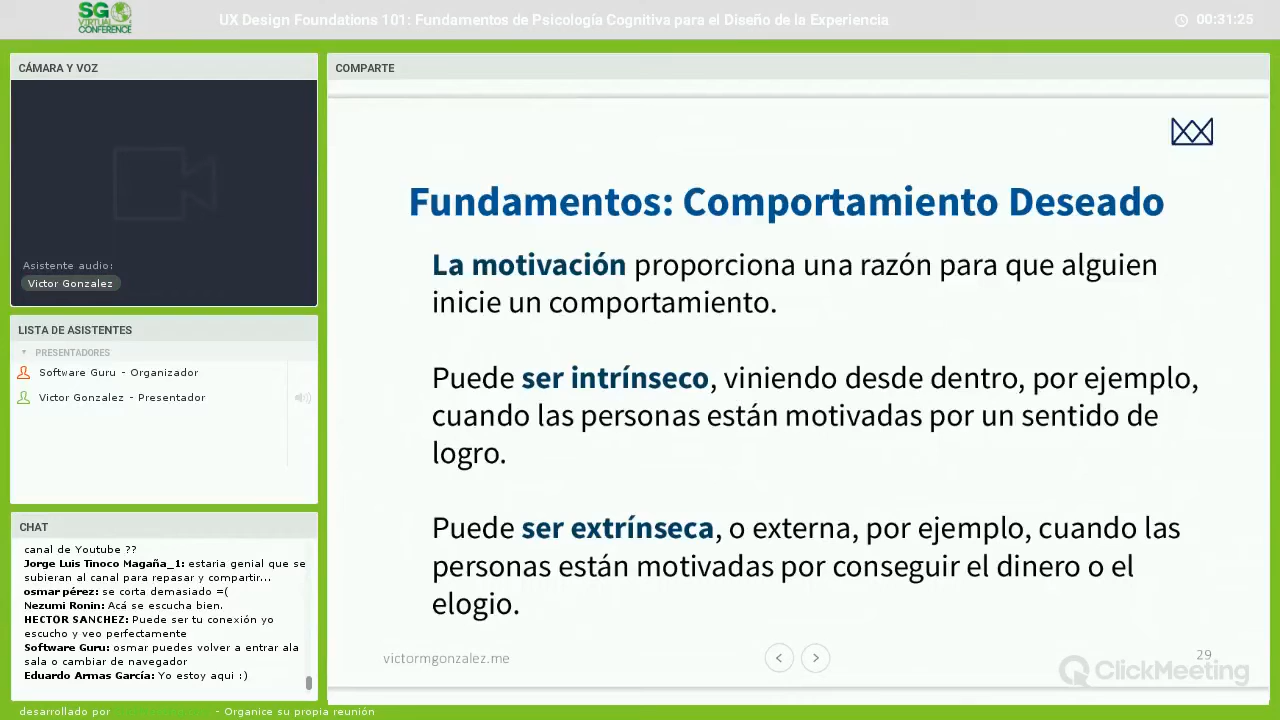 SG
VIRTUAL
CONFERENCE
UX Design Foundations 101: Fundamentos de Psicología Cognitiva para el Diseño de la Experiencia
00:31:25
CÁMARA Y VOZ
Asistente audio:
Victor Gonzalez
LISTA DE ASISTENTES
PRESENTADORES
Software Guru - Organizador
Victor Gonzalez - Presentador
CHAT
canal de Youtube ??
Jorge Luis Tinoco Magaña_1: estaria genial que se
subieran al canal para repasar y compartir...
osmar pérez: se corta demasiado =(
Nezumi Ronin: Acá se escucha bien.
HECTOR SANCHEZ: Puede ser tu conexión yo
escucho y veo perfectamente
Software Guru: osmar puedes volver a entrar ala
sala o cambiar de navegador
Eduardo Armas García: Yo estoy aqui :)
desarrollado por
- Organice su propia reunión
COMPARTE
Fundamentos: Comportamiento Deseado
La motivación proporciona una razón para que alguien
inicie un comportamiento.
Puede ser intrínseco, viniendo desde dentro, por ejemplo,
cuando las personas están motivadas por un sentido de
logro.
Puede ser extrínseca, o externa, por ejemplo, cuando las
personas están motivadas por conseguir el dinero o el
elogio.
victormgonzalez.me
29
ClickMeeting